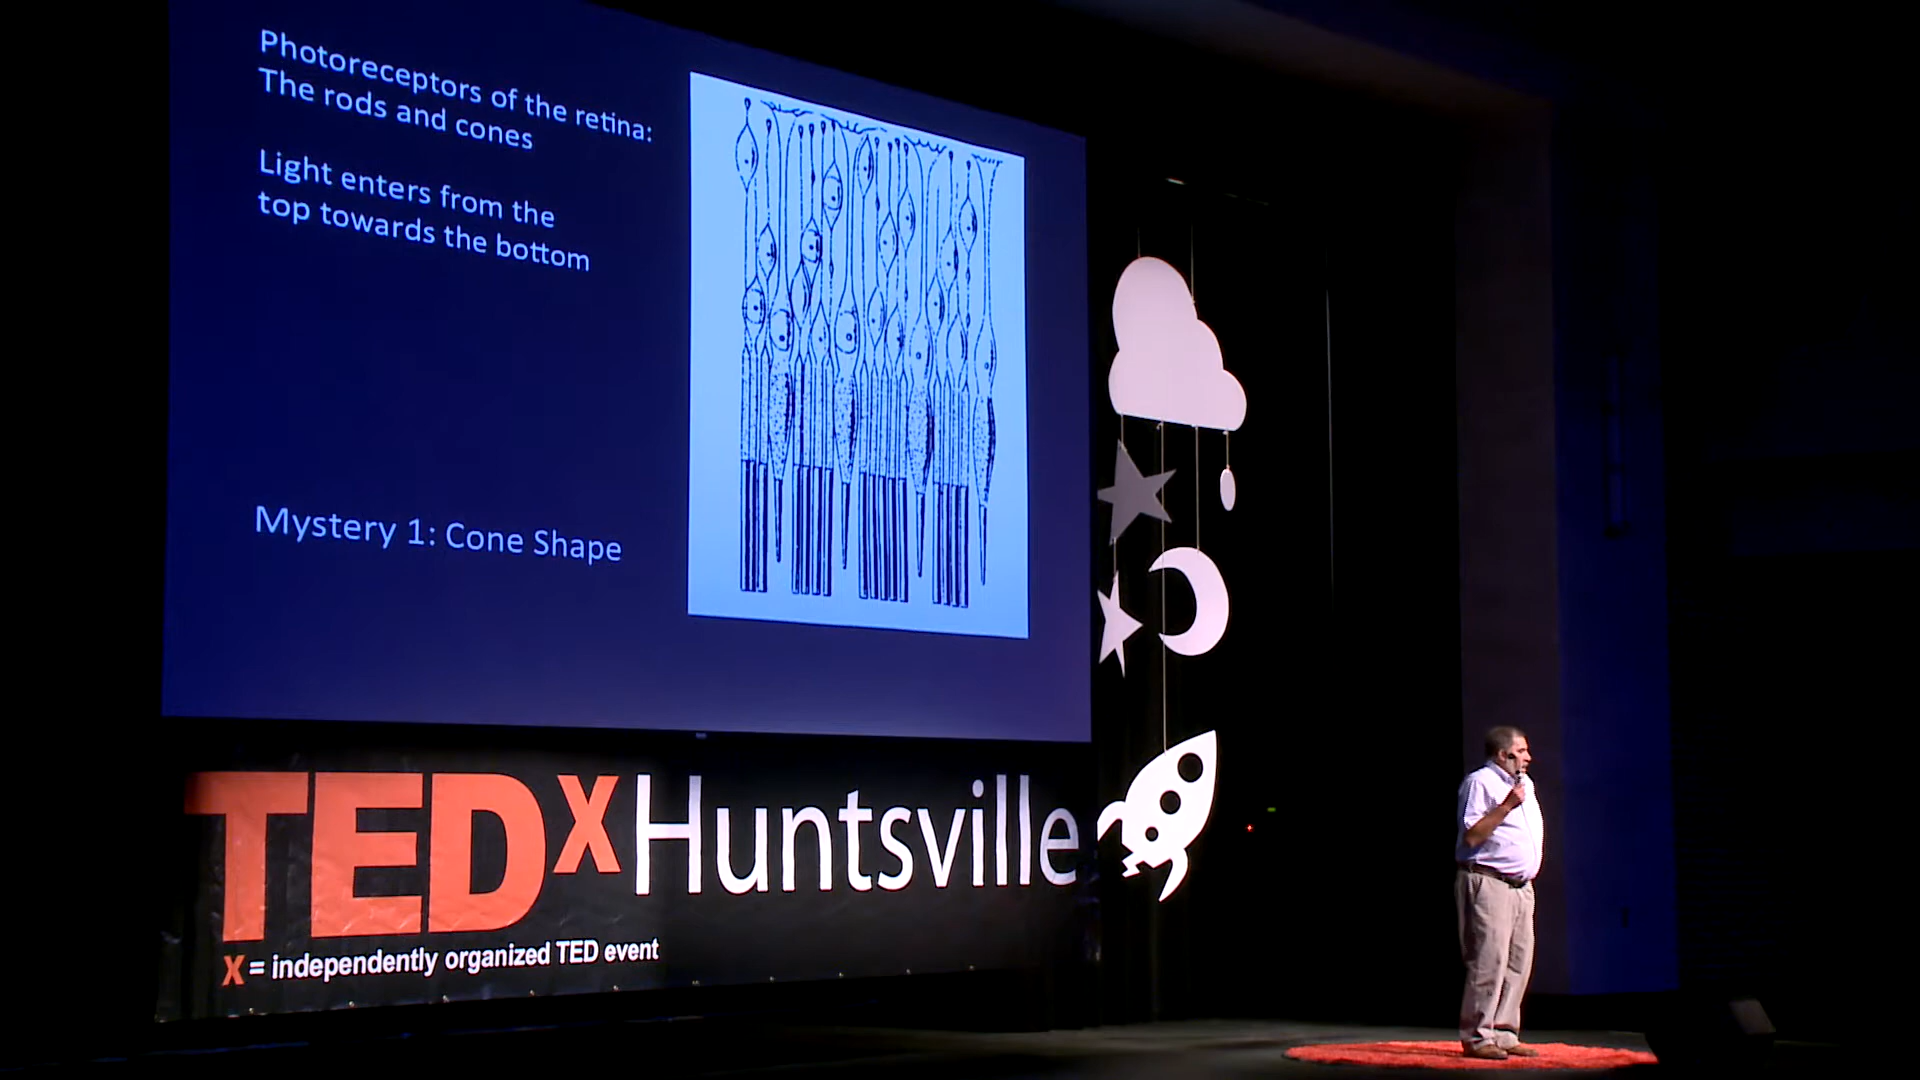 Photoreceptors of the retina:
The rods and cones
Light enters from the
top towards the bottom
Mystery 1: Cone Shape
TEDxHuntsville
x = independently organized TED event